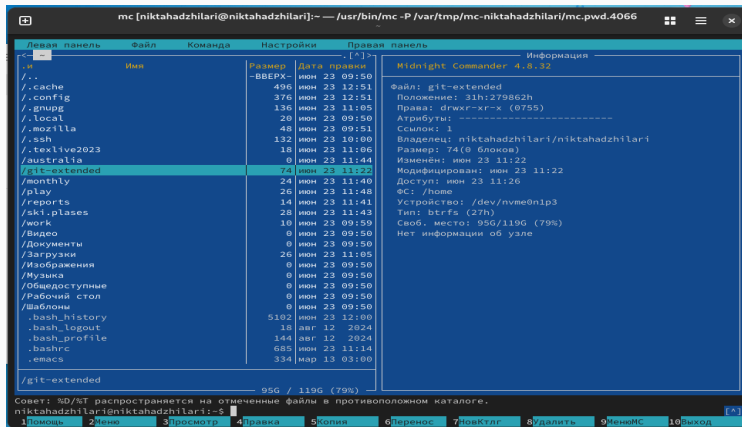 mc [niktahadzhilari@niktahadzhilari]:~ — /usr/bin/mc -P /var/tmp/mc-niktahadzhilari/mc.pwd.4066
Левая панель Файл Команда Настройки Правая панель
<- ~ .[^]>
.и Имя Размер Дата правки
/.. -ВВЕРХ- июн 23 09:50
/.cache 496 июн 23 12:51
/.config 376 июн 23 12:51
/.gnupg 136 июн 23 11:05
/.local 20 июн 23 09:50
/.mozilla 48 июн 23 09:51
/.ssh 132 июн 23 10:00
/.texlive2023 18 июн 23 11:06
/australia 0 июн 23 11:44
/git-extended 74 июн 23 11:22
/monthly 24 июн 23 11:40
/play 26 июн 23 11:48
/reports 14 июн 23 11:41
/ski.plases 28 июн 23 11:43
/work 10 июн 23 09:59
/Видео 0 июн 23 09:50
/Документы 0 июн 23 09:50
/Загрузки 26 июн 23 11:05
/Изображения 0 июн 23 09:50
/Музыка 0 июн 23 09:50
/Общедоступные 0 июн 23 09:50
/Рабочий стол 0 июн 23 09:50
/Шаблоны 0 июн 23 09:50
.bash_history 5102 июн 23 12:00
.bash_logout 18 авг 12 2024
.bash_profile 144 авг 12 2024
.bashrc 685 июн 23 11:14
.emacs 334 мар 13 03:00
/git-extended
95G / 119G (79%)
Информация
Midnight Commander 4.8.32
Файл: git-extended
Положение: 31h:279862h
Права: drwxr-xr-x (0755)
Атрибуты: ------------------------
Ссылок: 1
Владелец: niktahadzhilari/niktahadzhilari
Размер: 74(0 блоков)
Изменён: июн 23 11:22
Модифицирован: июн 23 11:22
Доступ: июн 23 11:26
ФС: /home
Устройство: /dev/nvme0n1p3
Тип: btrfs (27h)
Своб. место: 95G/119G (79%)
Нет информации об узле
Совет: %D/%T распространяется на отмеченные файлы в противоположном каталоге.
niktahadzhilari@niktahadzhilari:~$ [^]
1Помощь 2Меню 3Просмотр 4Правка 5Копия 6Перенос 7НовКтлг 8Удалить 9МенюMC 10Выход